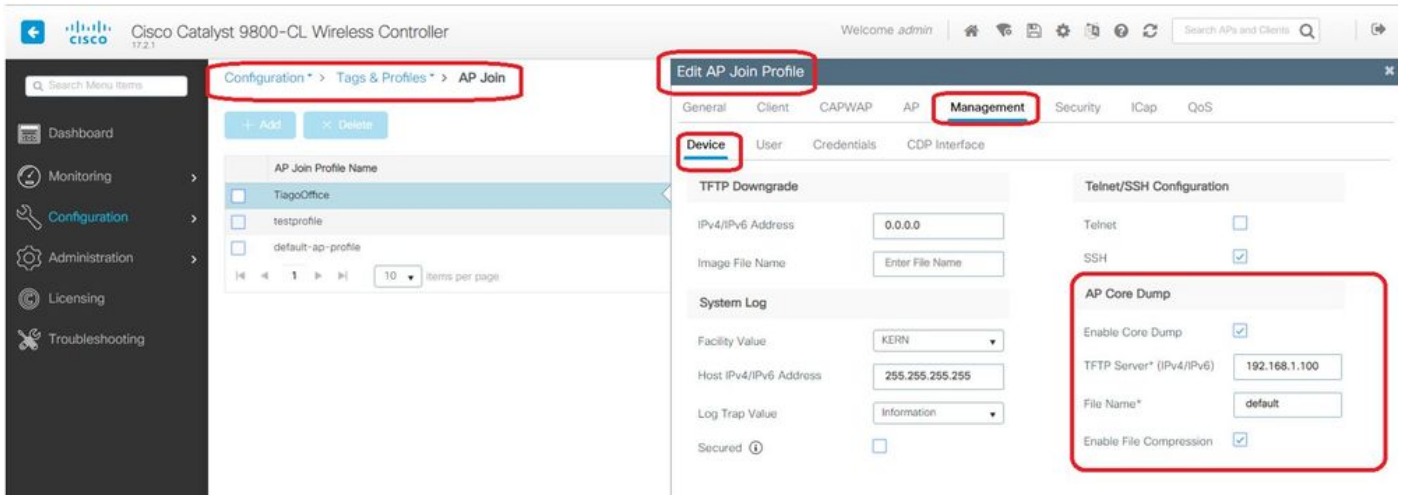 CISCO
Cisco Catalyst 9800-CL Wireless Controller
17.2.1
Welcome admin
Search APs and Clients
Search Menu Items
Dashboard
Monitoring
Configuration
Administration
Licensing
Troubleshooting
Configuration > Tags & Profiles > AP Join
+ Add
× Delete
AP Join Profile Name
TiagoOffice
testprofile
default-ap-profile
1
10
items per page
Edit AP Join Profile
General Client CAPWAP AP Management Security ICap QoS
Device User Credentials CDP Interface
TFTP Downgrade
IPv4/IPv6 Address
0.0.0.0
Image File Name
Enter File Name
System Log
Facility Value
KERN
Host IPv4/IPv6 Address
255.255.255.255
Log Trap Value
Information
Secured
Telnet/SSH Configuration
Telnet
SSH
AP Core Dump
Enable Core Dump
TFTP Server* (IPv4/IPv6)
192.168.1.100
File Name*
default
Enable File Compression